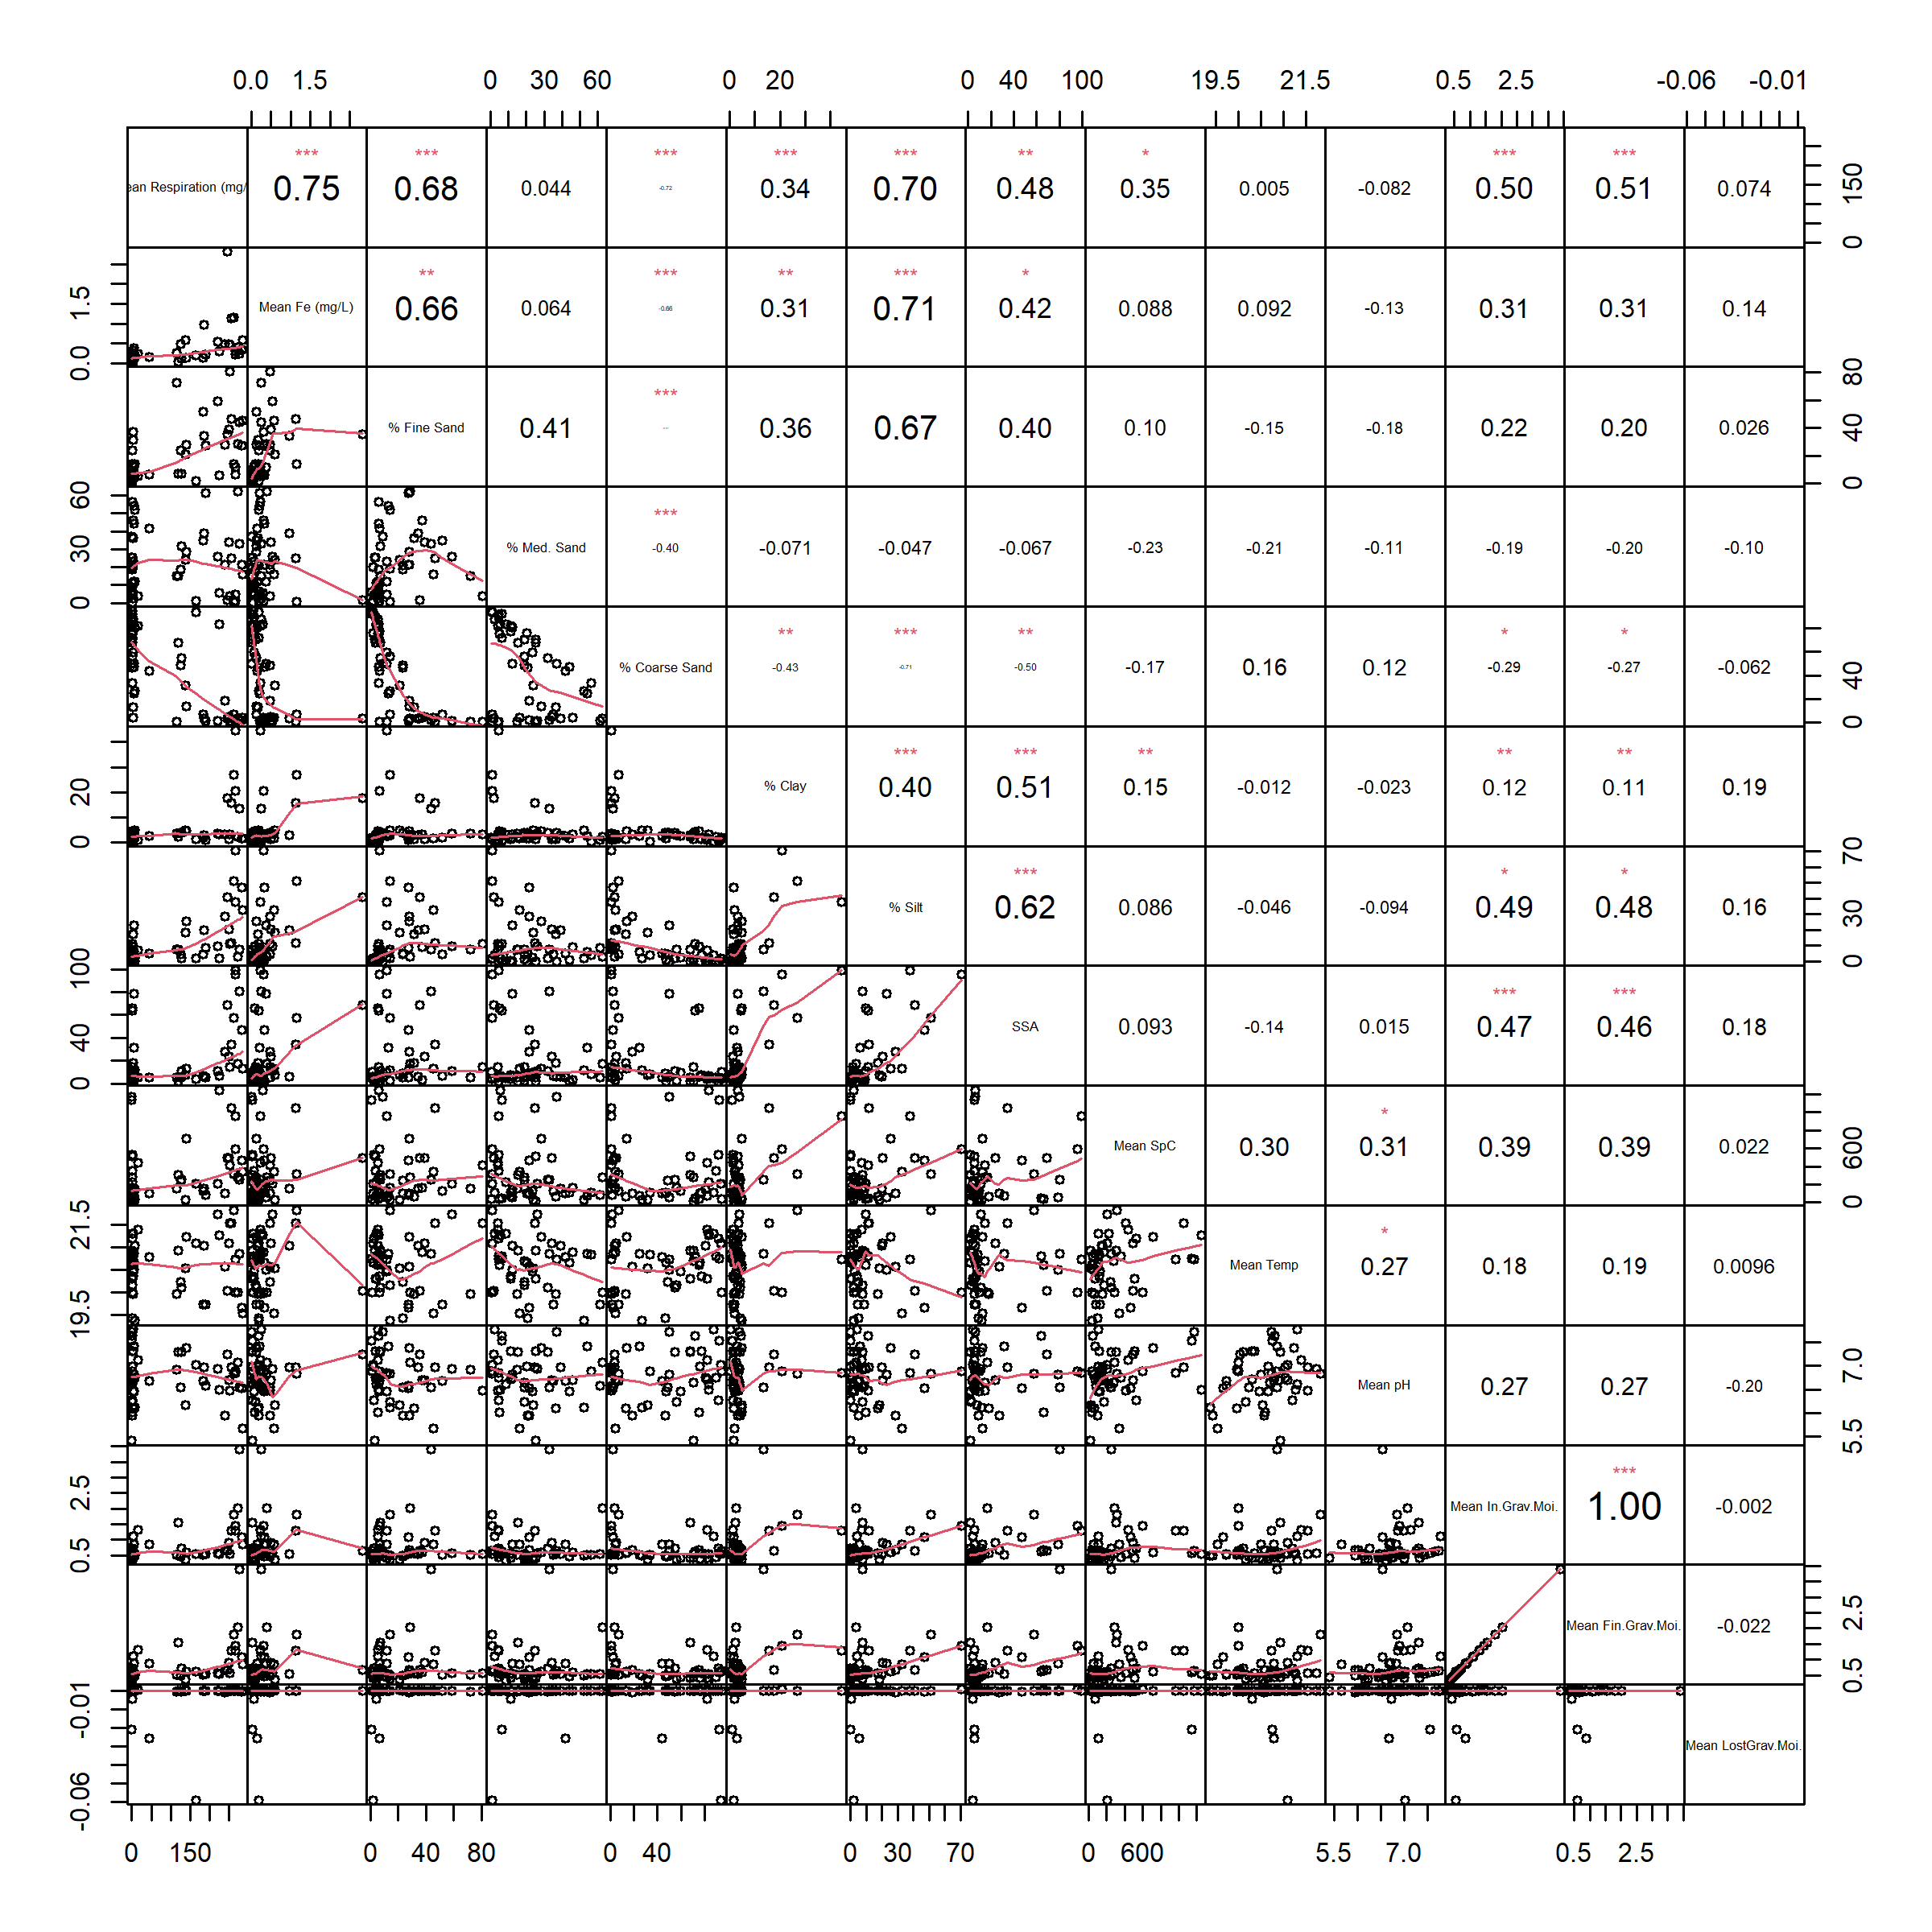 0.0 1.5 0 30 60 0 20 0 40 100 19.5 21.5 0.5 2.5 -0.06 -0.01
*** *** *** *** *** ** * *** ***
ean Respiration (mg/ 0.75 0.68 0.044 -0.72 0.34 0.70 0.48 0.35 0.005 -0.082 0.50 0.51 0.074 0 150
** *** ** *** *
0.0 1.5 Mean Fe (mg/L) 0.66 0.064 -0.66 0.31 0.71 0.42 0.088 0.092 -0.13 0.31 0.31 0.14
***
% Fine Sand 0.41 0.36 0.67 0.40 0.10 -0.15 -0.18 0.22 0.20 0.026 0 40 80
***
0 30 60 % Med. Sand -0.40 -0.071 -0.047 -0.067 -0.23 -0.21 -0.11 -0.19 -0.20 -0.10
** *** ** * *
% Coarse Sand -0.43 -0.71 -0.50 -0.17 0.16 0.12 -0.29 -0.27 -0.062 0 40
*** *** ** ** **
0 20 % Clay 0.40 0.51 0.15 -0.012 -0.023 0.12 0.11 0.19
*** * *
% Silt 0.62 0.086 -0.046 -0.094 0.49 0.48 0.16 0 30 70
*** ***
0 40 100 SSA 0.093 -0.14 0.015 0.47 0.46 0.18
*
Mean SpC 0.30 0.31 0.39 0.39 0.022 0 600
*
19.5 21.5 Mean Temp 0.27 0.18 0.19 0.0096
Mean pH 0.27 0.27 -0.20 5.5 7.0
***
0.5 2.5 Mean In.Grav.Moi. 1.00 -0.002
Mean Fin.Grav.Moi. -0.022 0.5 2.5
-0.06 -0.01 Mean LostGrav.Moi.
0 150 0 40 80 0 40 0 30 70 0 600 5.5 7.0 0.5 2.5